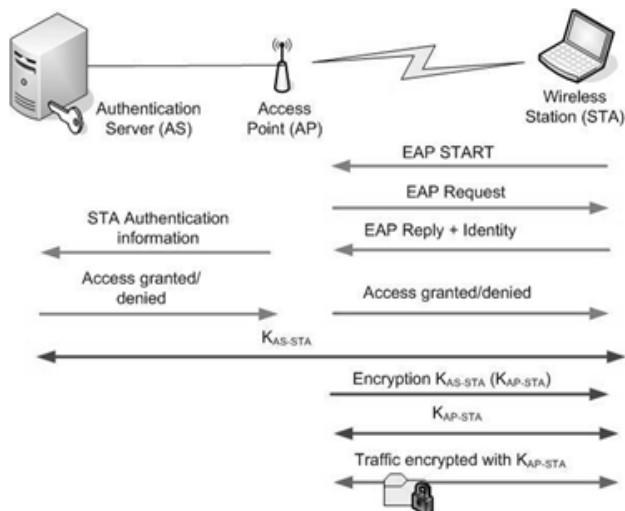 Authentication
Server (AS)
Access
Point (AP)
Wireless
Station (STA)
EAP START
EAP Request
STA Authentication
information
EAP Reply + Identity
Access granted/
denied
Access granted/denied
KAS-STA
Encryption KAS-STA (KAP-STA)
KAP-STA
Traffic encrypted with KAP-STA